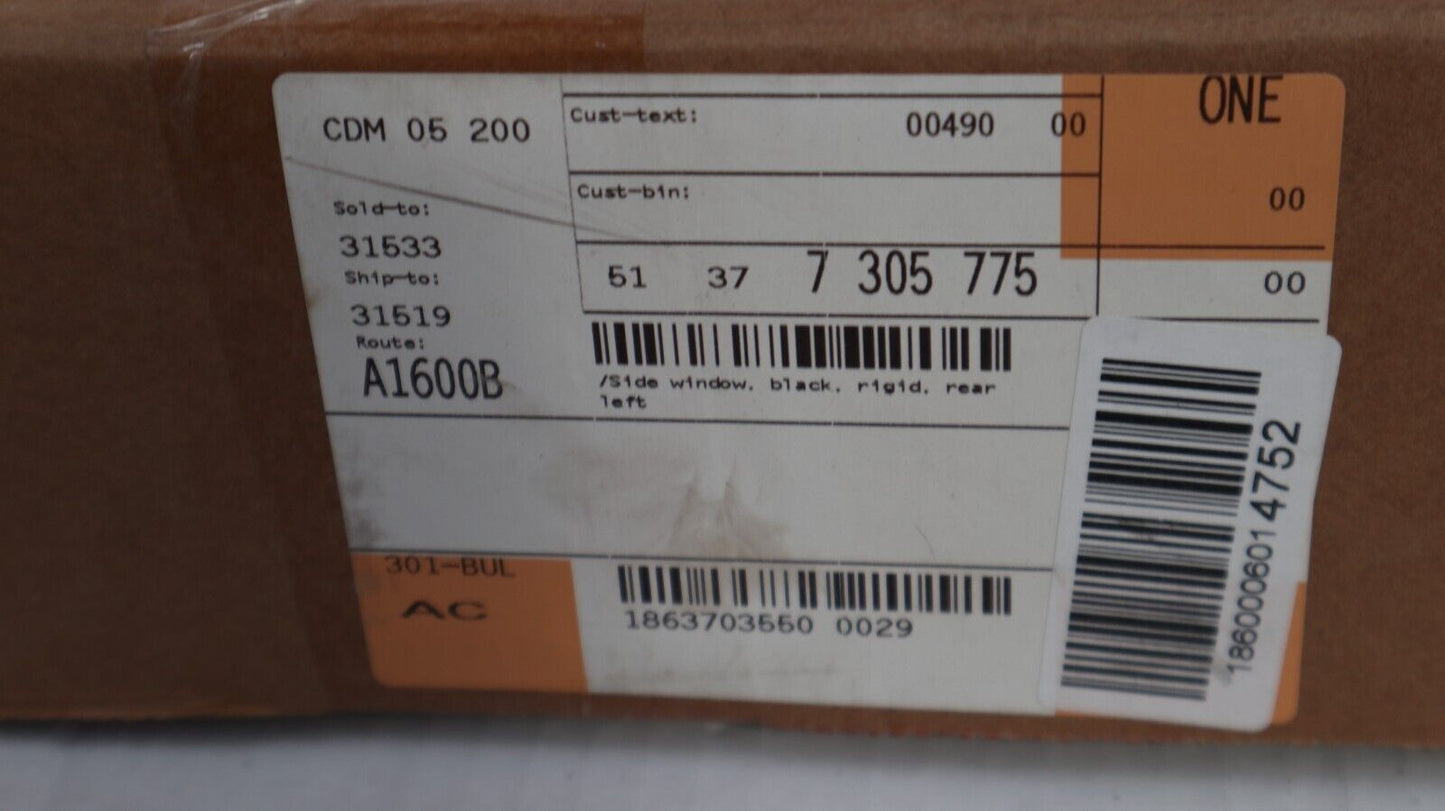 CDM 05 200
Sold-to:
31533
Ship-to:
31519
Route:
A1600B
Cust-text: 00490 00
Cust-bin:
51 37 7 305 775
/Side window, black, rigid, rear
left
ONE
00
00
301-BUL
AC
1863703550 0029
186000601 4752